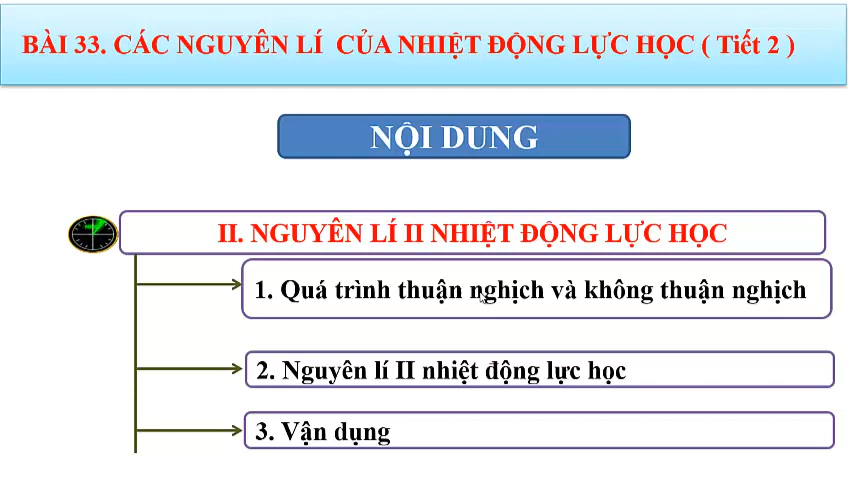 BÀI 33. CÁC NGUYÊN LÍ CỦA NHIỆT ĐỘNG LỰC HỌC ( Tiết 2 )
NỘI DUNG
II. NGUYÊN LÍ II NHIỆT ĐỘNG LỰC HỌC
1. Quá trình thuận nghịch và không thuận nghịch
2. Nguyên lí II nhiệt động lực học
3. Vận dụng